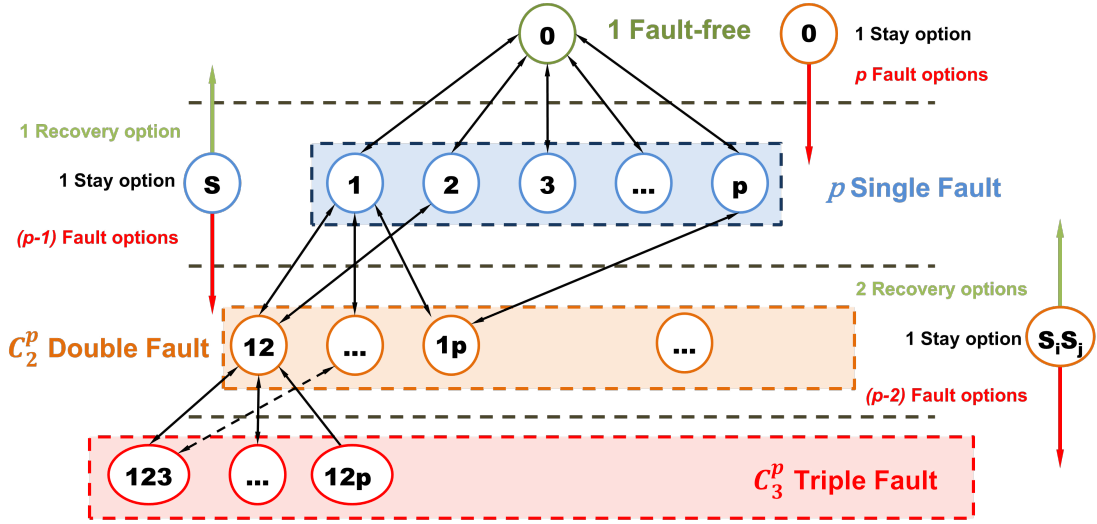 0
1 Fault-free
0
1 Stay option
p Fault options
1 Recovery option
1 Stay option
S
(p-1) Fault options
1
2
3
...
p
p Single Fault
2 Recovery options
1 Stay option
SiSj
(p-2) Fault options
C₂ᵖ Double Fault
12
...
1p
...
123
...
12p
C₃ᵖ Triple Fault